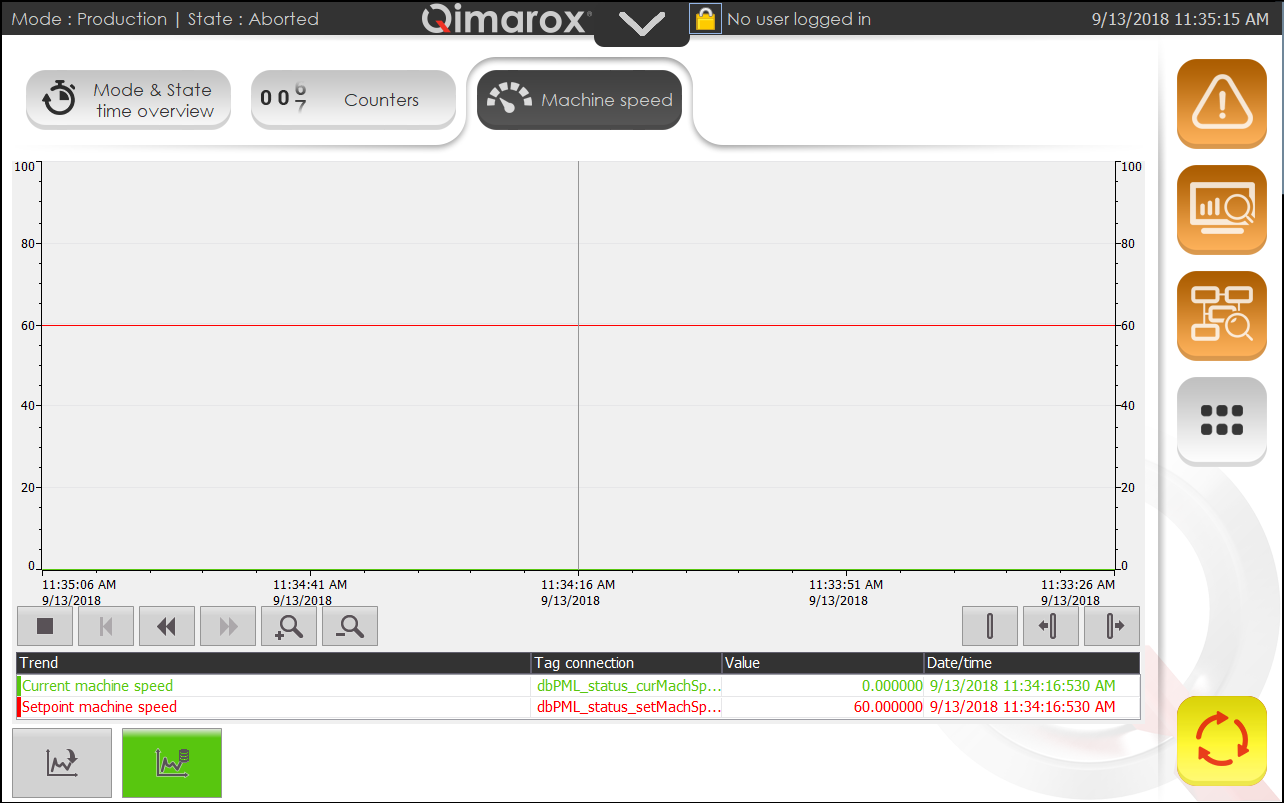 Mode : Production | State : Aborted
Qimarox®
No user logged in
9/13/2018 11:35:15 AM
Mode & State
time overview
006
7
Counters
Machine speed
100
80
60
40
20
0
100
80
60
40
20
0
11:35:06 AM
9/13/2018
11:34:41 AM
9/13/2018
11:34:16 AM
9/13/2018
11:33:51 AM
9/13/2018
11:33:26 AM
9/13/2018
Trend Tag connection Value Date/time
Current machine speed dbPML_status_curMachSp... 0.000000 9/13/2018 11:34:16:530 AM
Setpoint machine speed dbPML_status_setMachSp... 60.000000 9/13/2018 11:34:16:530 AM